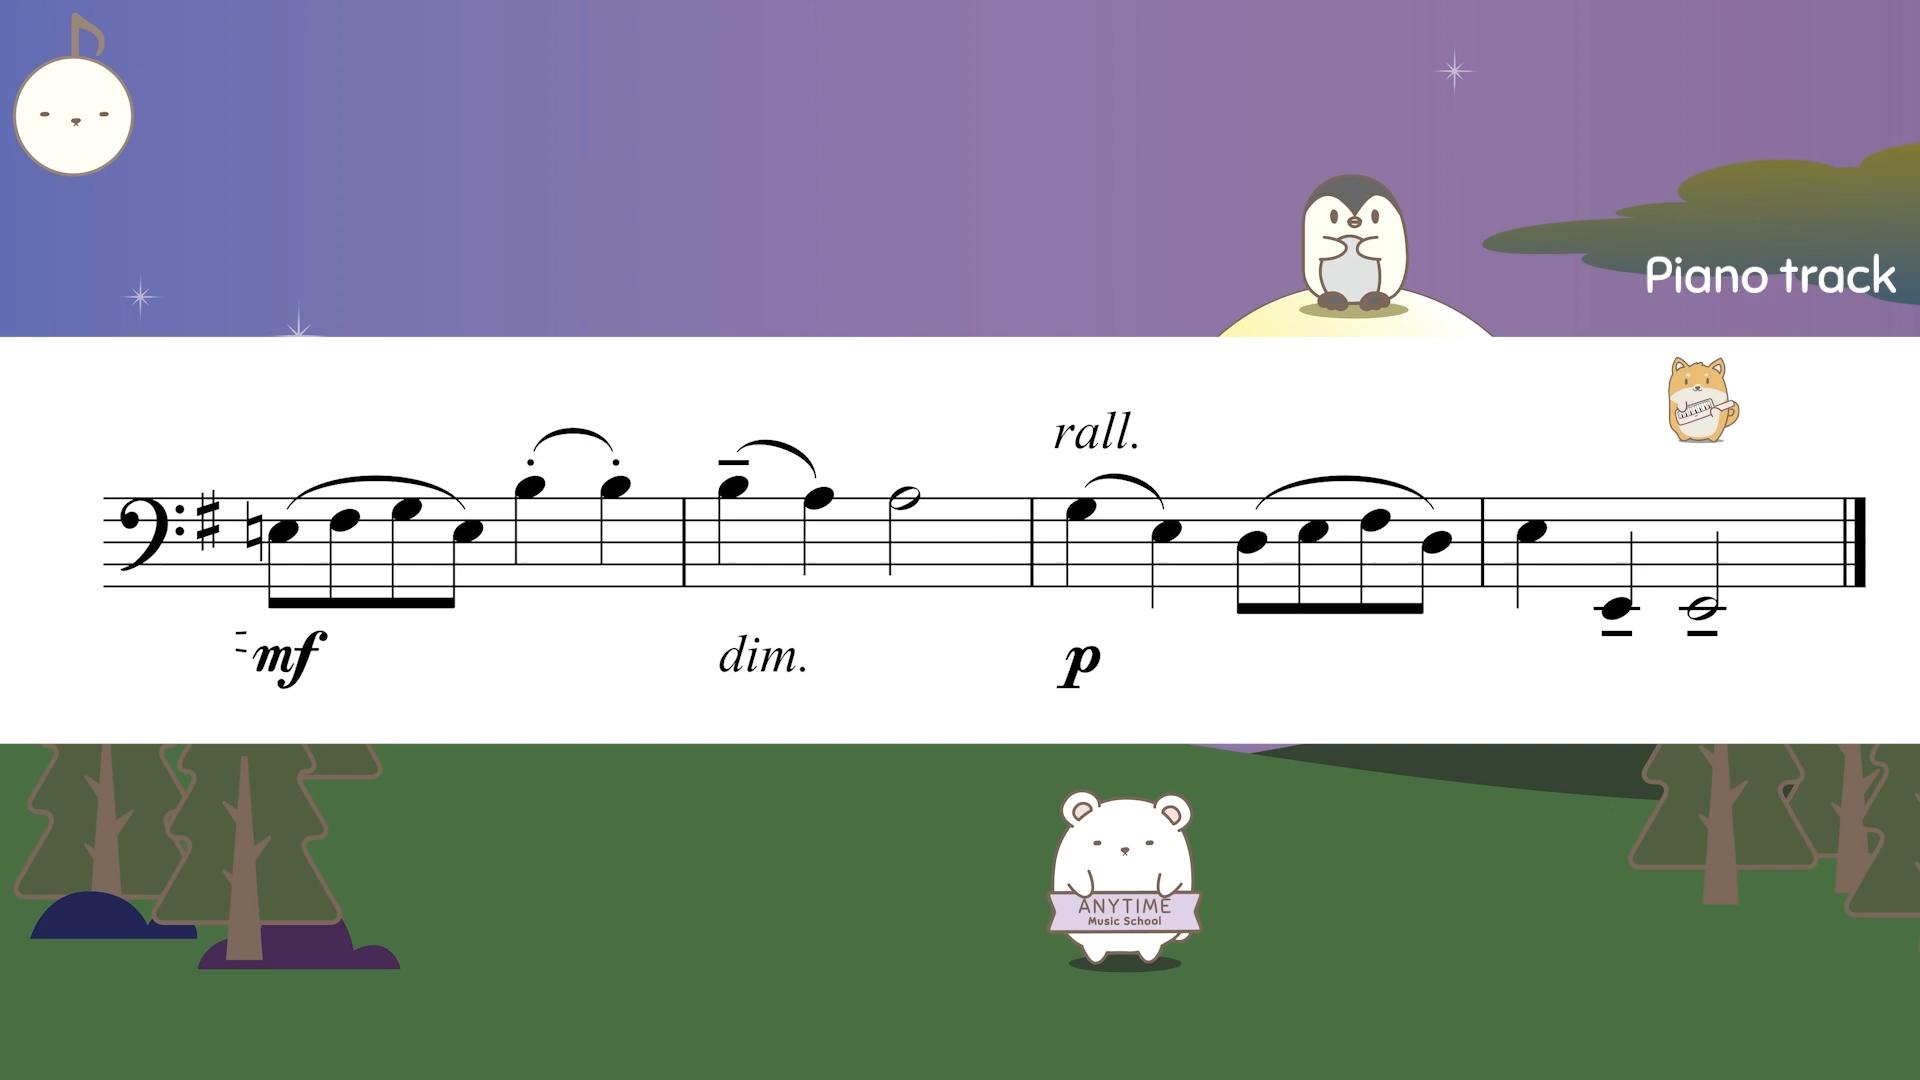 Piano track
rall.
mf
dim.
p
ANYTIME
Music School